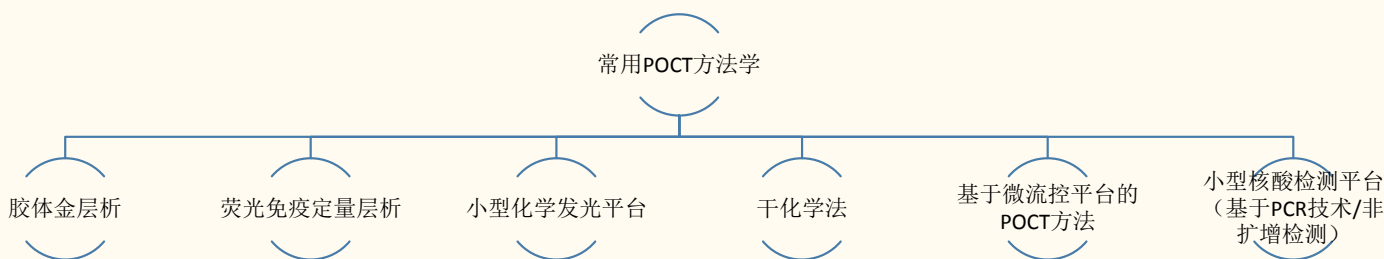 常用POCT方法学
胶体金层析
荧光免疫定量层析
小型化学发光平台
干化学法
基于微流控平台的
POCT方法
小型核酸检测平台
（基于PCR技术/非
扩增检测）